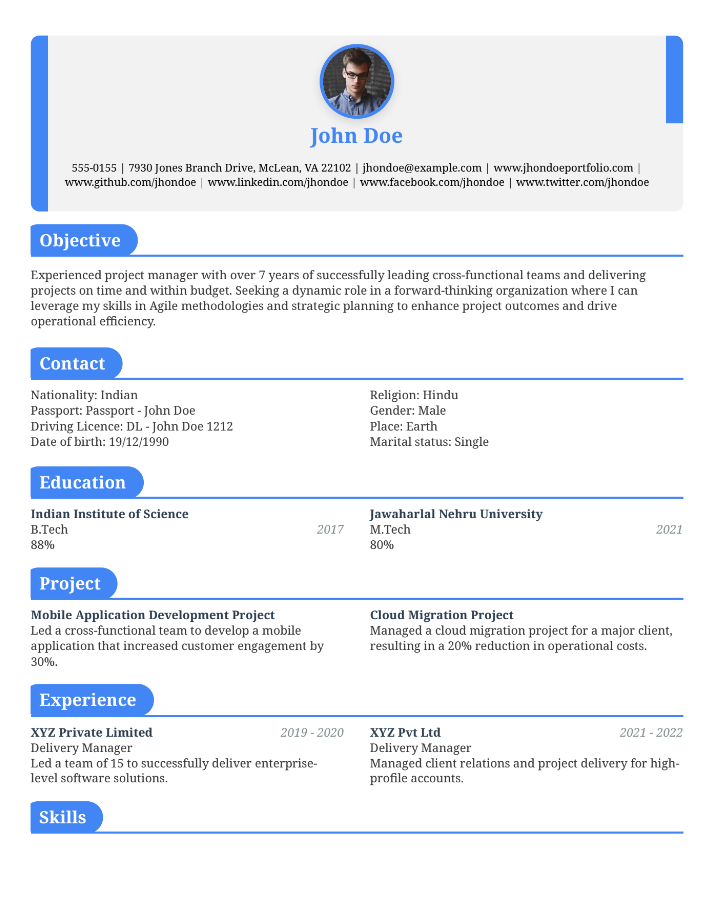 John Doe
555-0155 | 7930 Jones Branch Drive, McLean, VA 22102 | jhondoe@example.com | www.jhondoeportfolio.com |
www.github.com/jhondoe | www.linkedin.com/jhondoe | www.facebook.com/jhondoe | www.twitter.com/jhondoe
Objective
Experienced project manager with over 7 years of successfully leading cross-functional teams and delivering
projects on time and within budget. Seeking a dynamic role in a forward-thinking organization where I can
leverage my skills in Agile methodologies and strategic planning to enhance project outcomes and drive
operational efficiency.
Contact
Nationality: Indian
Passport: Passport - John Doe
Driving Licence: DL - John Doe 1212
Date of birth: 19/12/1990
Religion: Hindu
Gender: Male
Place: Earth
Marital status: Single
Education
Indian Institute of Science
B.Tech 2017
88%
Jawaharlal Nehru University
M.Tech 2021
80%
Project
Mobile Application Development Project
Led a cross-functional team to develop a mobile
application that increased customer engagement by
30%.
Cloud Migration Project
Managed a cloud migration project for a major client,
resulting in a 20% reduction in operational costs.
Experience
XYZ Private Limited 2019 - 2020
Delivery Manager
Led a team of 15 to successfully deliver enterprise-
level software solutions.
XYZ Pvt Ltd 2021 - 2022
Delivery Manager
Managed client relations and project delivery for high-
profile accounts.
Skills